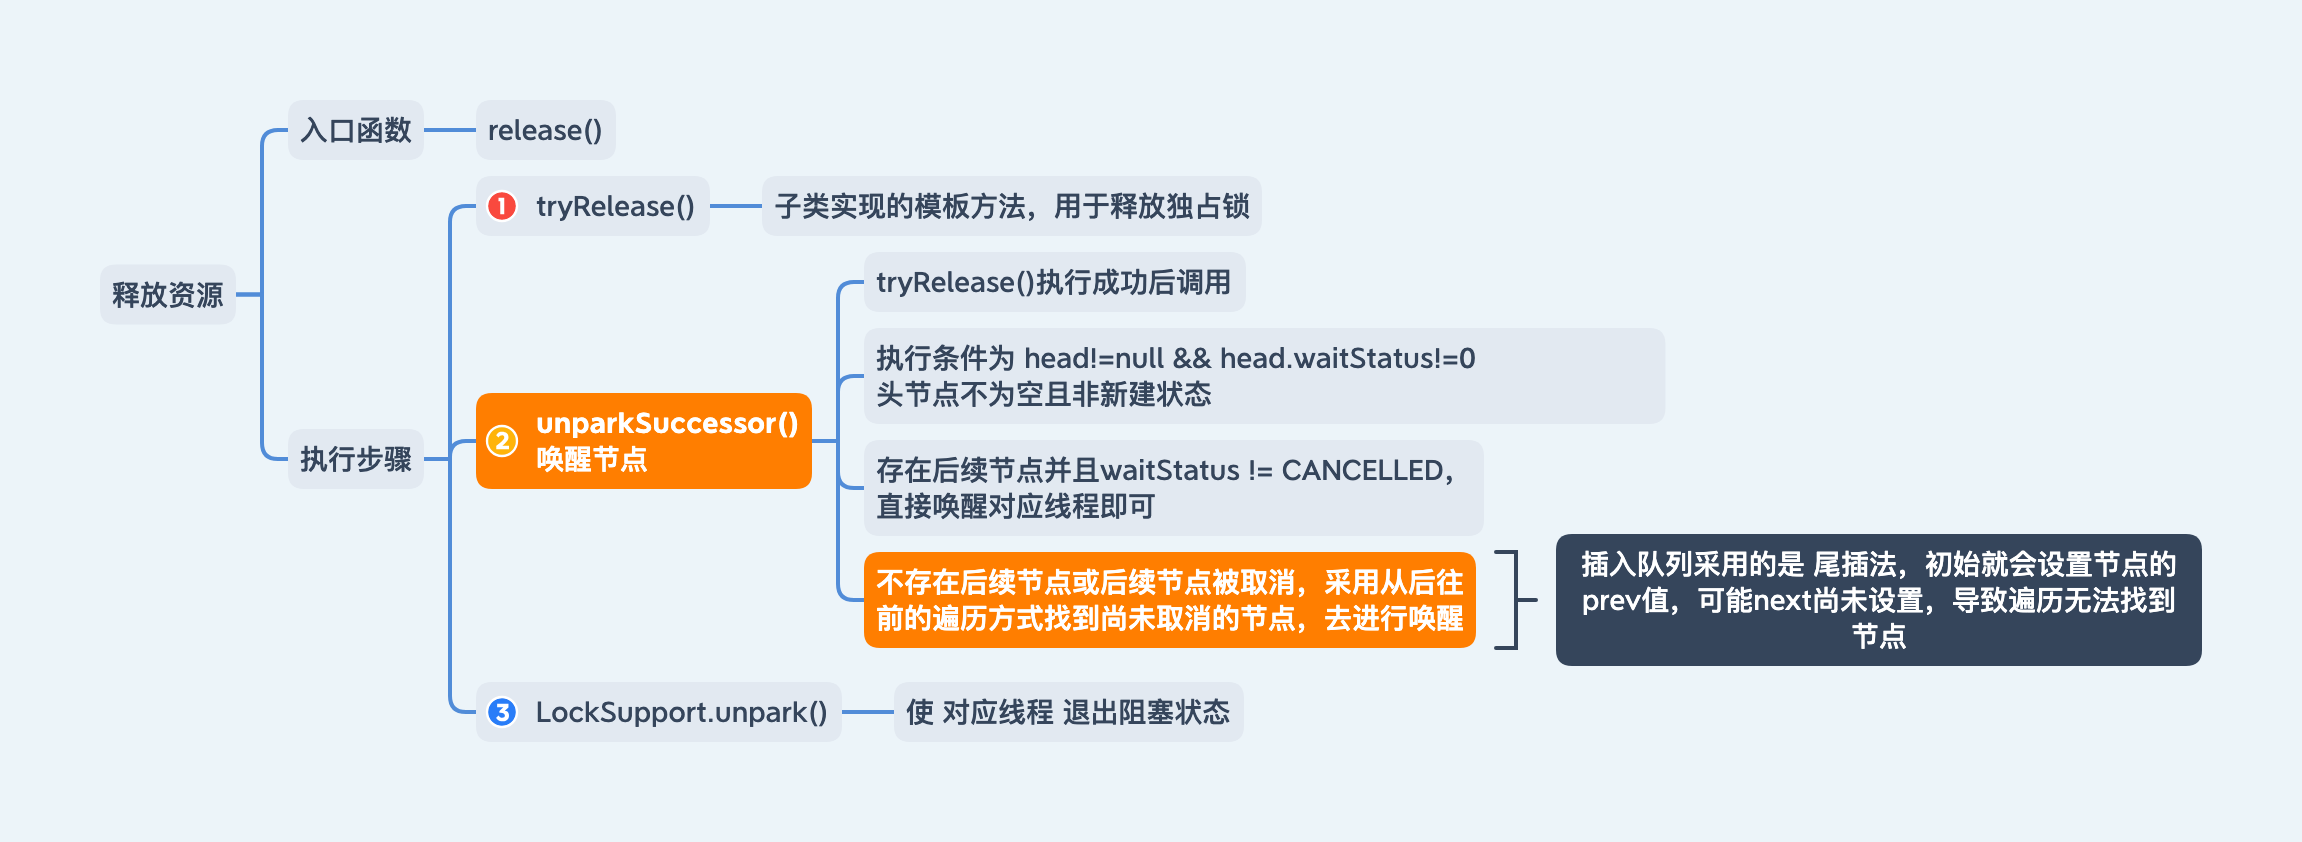 释放资源
入口函数
release()
执行步骤
1 tryRelease()
子类实现的模板方法，用于释放独占锁
2 unparkSuccessor()
唤醒节点
tryRelease()执行成功后调用
执行条件为 head!=null && head.waitStatus!=0
头节点不为空且非新建状态
存在后续节点并且waitStatus != CANCELLED，
直接唤醒对应线程即可
不存在后续节点或后续节点被取消，采用从后往
前的遍历方式找到尚未取消的节点，去进行唤醒
插入队列采用的是 尾插法，初始就会设置节点的
prev值，可能next尚未设置，导致遍历无法找到
节点
3 LockSupport.unpark()
使 对应线程 退出阻塞状态